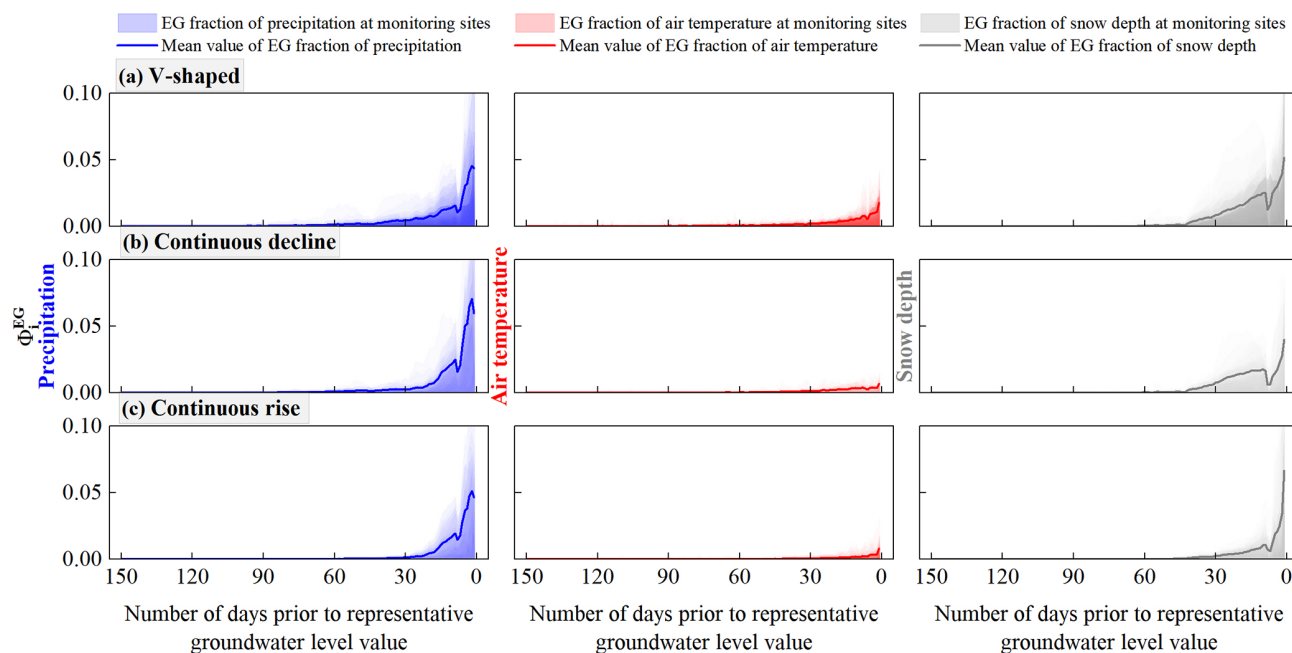 EG fraction of precipitation at monitoring sites
Mean value of EG fraction of precipitation
EG fraction of air temperature at monitoring sites
Mean value of EG fraction of air temperature
EG fraction of snow depth at monitoring sites
Mean value of EG fraction of snow depth
(a) V-shaped
0.10
0.05
0.00
(b) Continuous decline
0.10
0.05
0.00
Φ_i^EG
Precipitation
Air temperature
Snow depth
(c) Continuous rise
0.10
0.05
0.00
150 120 90 60 30 0
150 120 90 60 30 0
150 120 90 60 30 0
Number of days prior to representative
groundwater level value
Number of days prior to representative
groundwater level value
Number of days prior to representative
groundwater level value